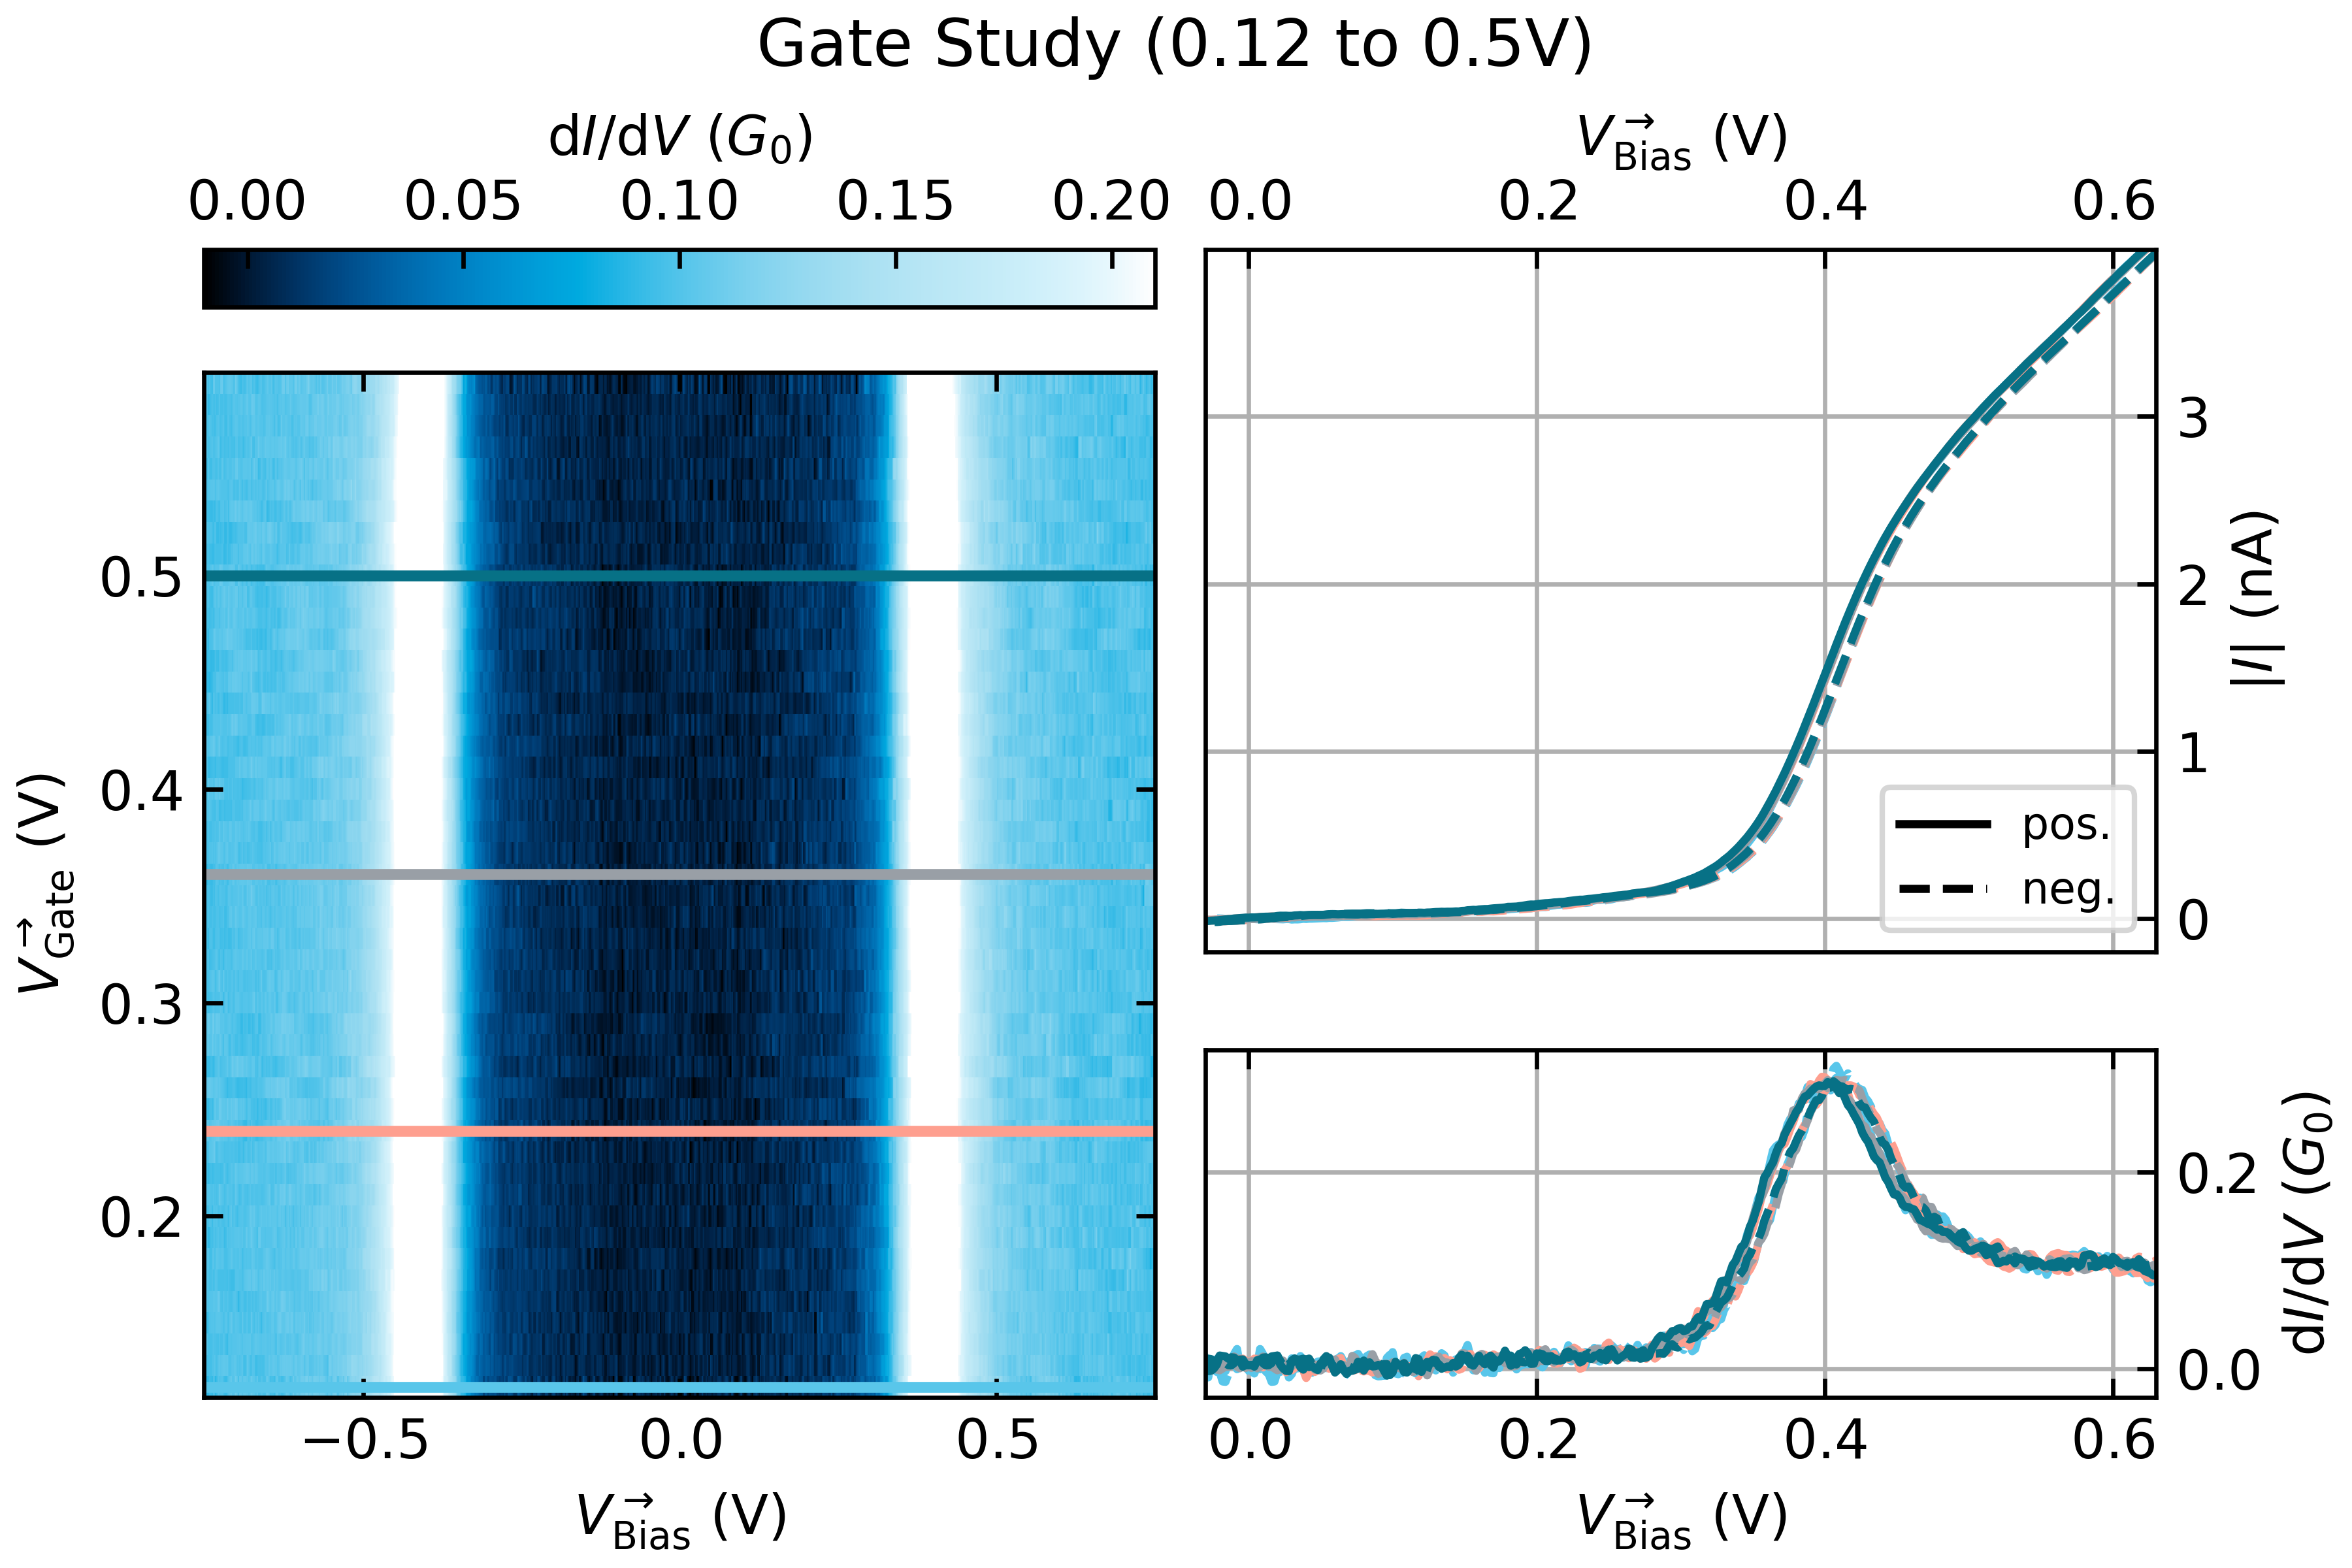 Gate Study (0.12 to 0.5V)
dI/dV (G₀)
0.00 0.05 0.10 0.15 0.20
V→Bias (V)
0.0 0.2 0.4 0.6
V→Gate (V)
0.5
0.4
0.3
0.2
−0.5 0.0 0.5
V→Bias (V)
3
2
1
0
|I| (nA)
pos.
neg.
0.2
0.0
dI/dV (G₀)
0.0 0.2 0.4 0.6
V→Bias (V)